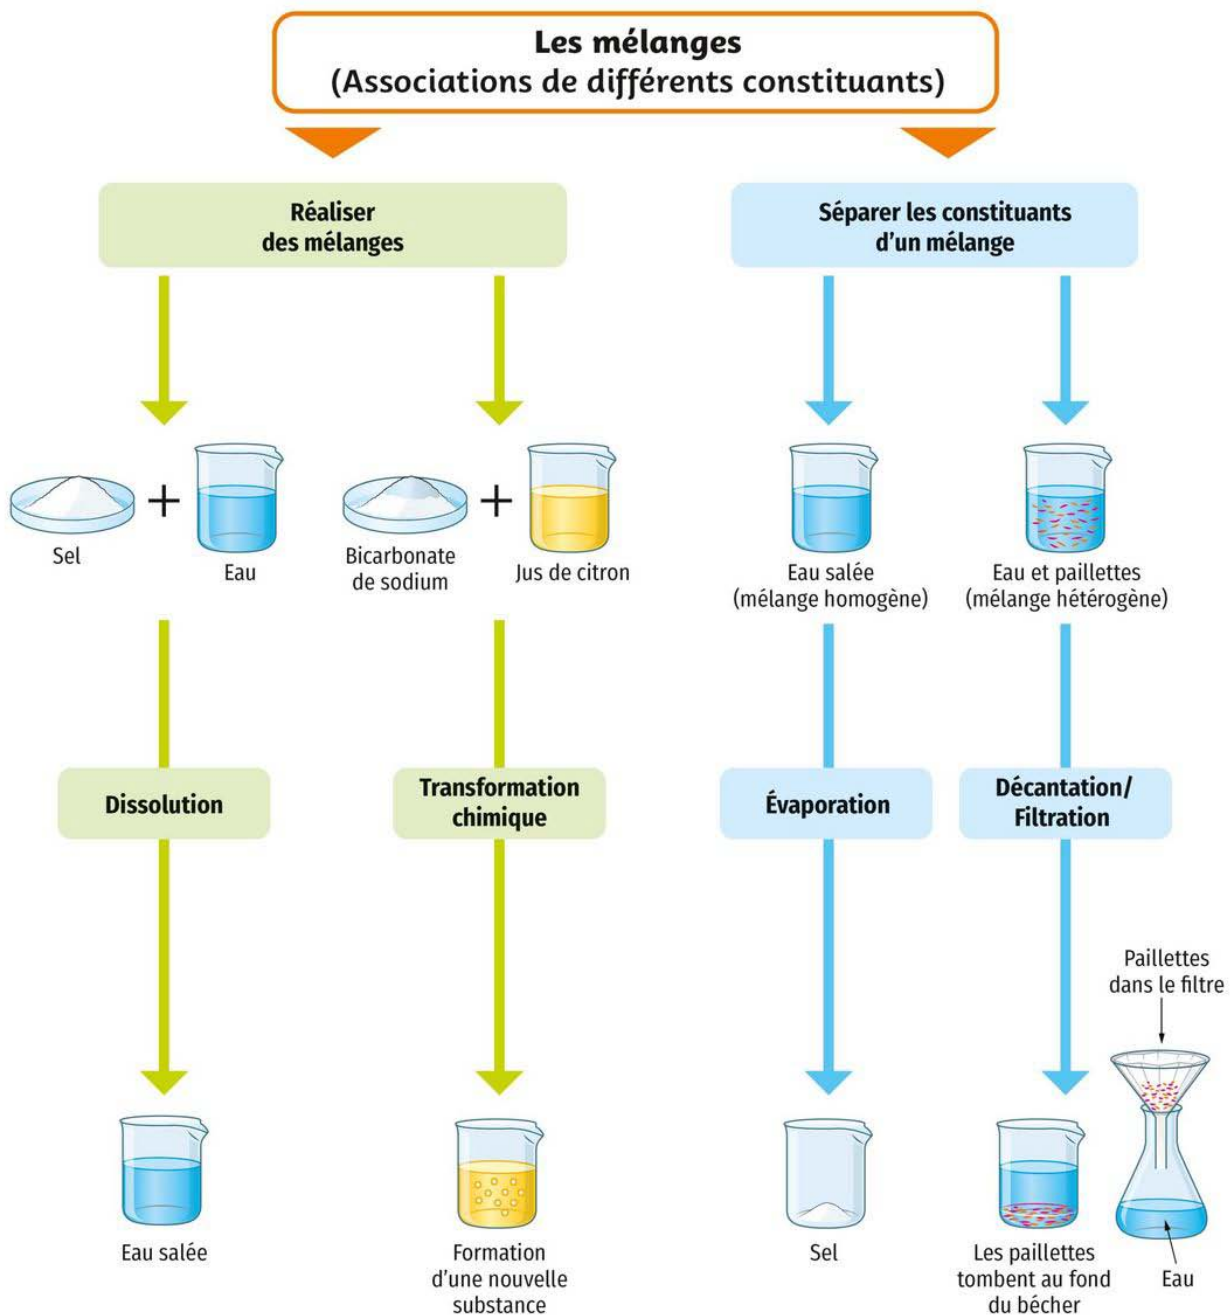 Les mélanges
(Associations de différents constituants)
Réaliser
des mélanges
Séparer les constituants
d'un mélange
Sel
+
Eau
Bicarbonate
de sodium
+
Jus de citron
Eau salée
(mélange homogène)
Eau et paillettes
(mélange hétérogène)
Dissolution
Transformation
chimique
Évaporation
Décantation/
Filtration
Paillettes
dans le filtre
Eau salée
Formation
d'une nouvelle
substance
Sel
Les paillettes
tombent au fond
du bécher
Eau